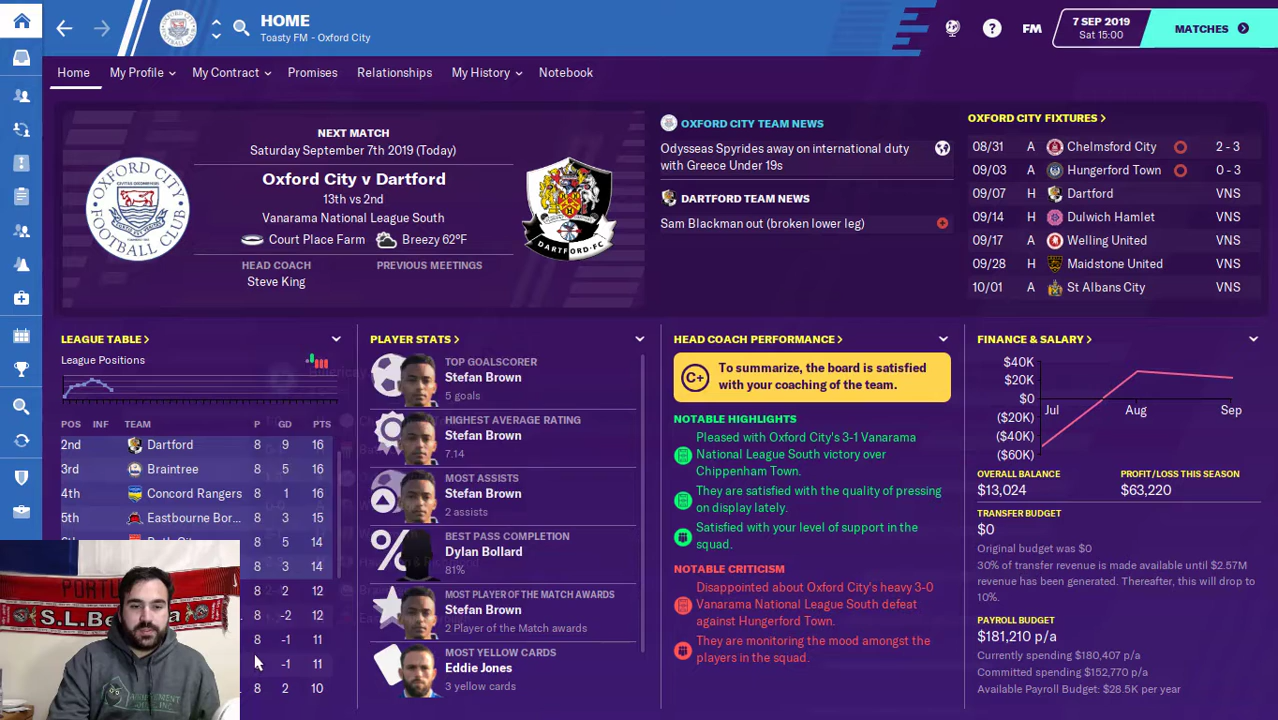 HOME
Toasty FM - Oxford City
FM
7 SEP 2019
Sat 15:00
MATCHES
Home
My Profile
My Contract
Promises
Relationships
My History
Notebook
NEXT MATCH
Saturday September 7th 2019 (Today)
Oxford City v Dartford
13th vs 2nd
Vanarama National League South
Court Place Farm
Breezy 62°F
HEAD COACH
PREVIOUS MEETINGS
Steve King
OXFORD CITY
FOOTBALL CLUB
DARTFORD FC
OXFORD CITY TEAM NEWS
Odysseas Spyrides away on international duty
with Greece Under 19s
DARTFORD TEAM NEWS
Sam Blackman out (broken lower leg)
OXFORD CITY FIXTURES >
08/31 A Chelmsford City 2 - 3
09/03 A Hungerford Town 0 - 3
09/07 H Dartford VNS
09/14 H Dulwich Hamlet VNS
09/17 A Welling United VNS
09/28 H Maidstone United VNS
10/01 A St Albans City VNS
LEAGUE TABLE >
League Positions
POS INF TEAM P GD PTS
2nd Dartford 8 9 16
3rd Braintree 8 5 16
4th Concord Rangers 8 1 16
5th Eastbourne Bor... 8 3 15
8 5 14
8 3 14
8 2 12
8 -2 12
8 -1 11
8 -1 11
8 2 10
PLAYER STATS >
TOP GOALSCORER
Stefan Brown
5 goals
HIGHEST AVERAGE RATING
Stefan Brown
7.14
MOST ASSISTS
Stefan Brown
2 assists
BEST PASS COMPLETION
Dylan Bollard
81%
MOST PLAYER OF THE MATCH AWARDS
Stefan Brown
2 Player of the Match awards
MOST YELLOW CARDS
Eddie Jones
3 yellow cards
HEAD COACH PERFORMANCE >
C+
To summarize, the board is satisfied
with your coaching of the team.
NOTABLE HIGHLIGHTS
Pleased with Oxford City's 3-1 Vanarama
National League South victory over
Chippenham Town.
They are satisfied with the quality of pressing
on display lately.
Satisfied with your level of support in the
squad.
NOTABLE CRITICISM
Disappointed about Oxford City's heavy 3-0
Vanarama National League South defeat
against Hungerford Town.
They are monitoring the mood amongst the
players in the squad.
FINANCE & SALARY >
$40K
$20K
$0
($20K)
($40K)
($60K)
Jul Aug Sep
OVERALL BALANCE
$13,024
PROFIT/LOSS THIS SEASON
$63,220
TRANSFER BUDGET
$0
Original budget was $0
30% of transfer revenue is made available until $2.57M
revenue has been generated. Thereafter, this will drop to
10%.
PAYROLL BUDGET
$181,210 p/a
Currently spending $180,407 p/a
Committed spending $152,770 p/a
Available Payroll Budget: $28.5K per year
S.L.Be